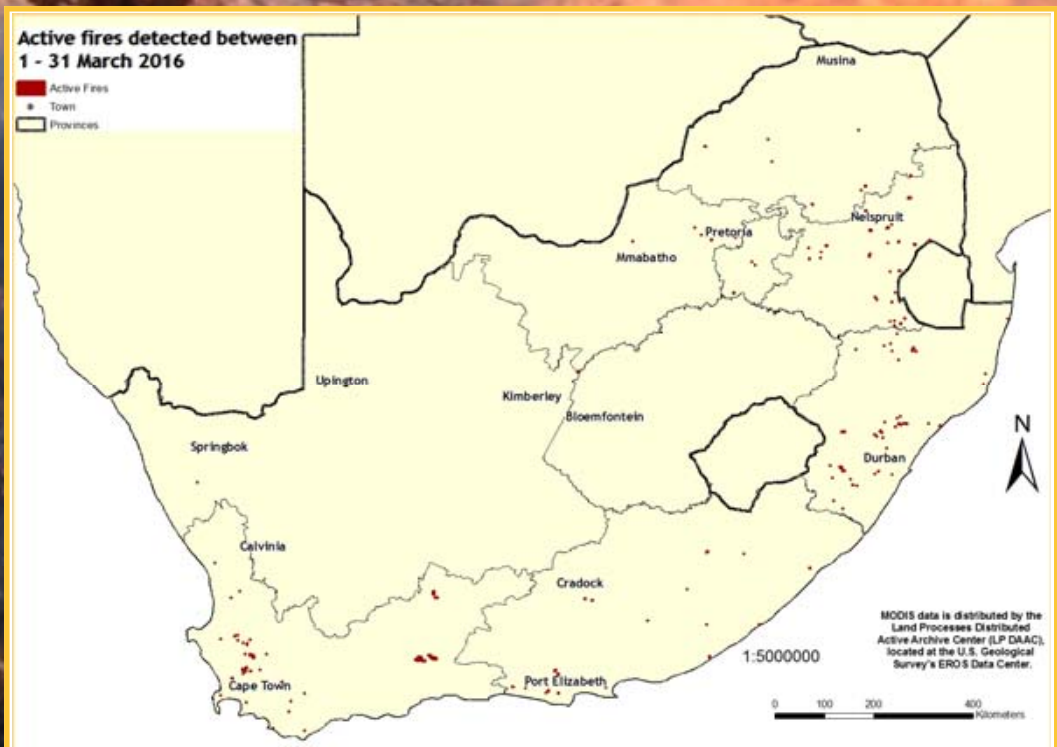 Active fires detected between
1 - 31 March 2016
Active Fires
Town
Provinces
Musina
Nelspruit
Pretoria
Mmabatho
Upington
Kimberley
Bloemfontein
Springbok
Durban
N
Calvinia
Cradock
MODIS data is distributed by the
Land Processes Distributed
Active Archive Center (LP DAAC),
located at the U.S. Geological
Survey's EROS Data Center.
1:5000000
Cape Town
Port Elizabeth
0 100 200 400
Kilometers